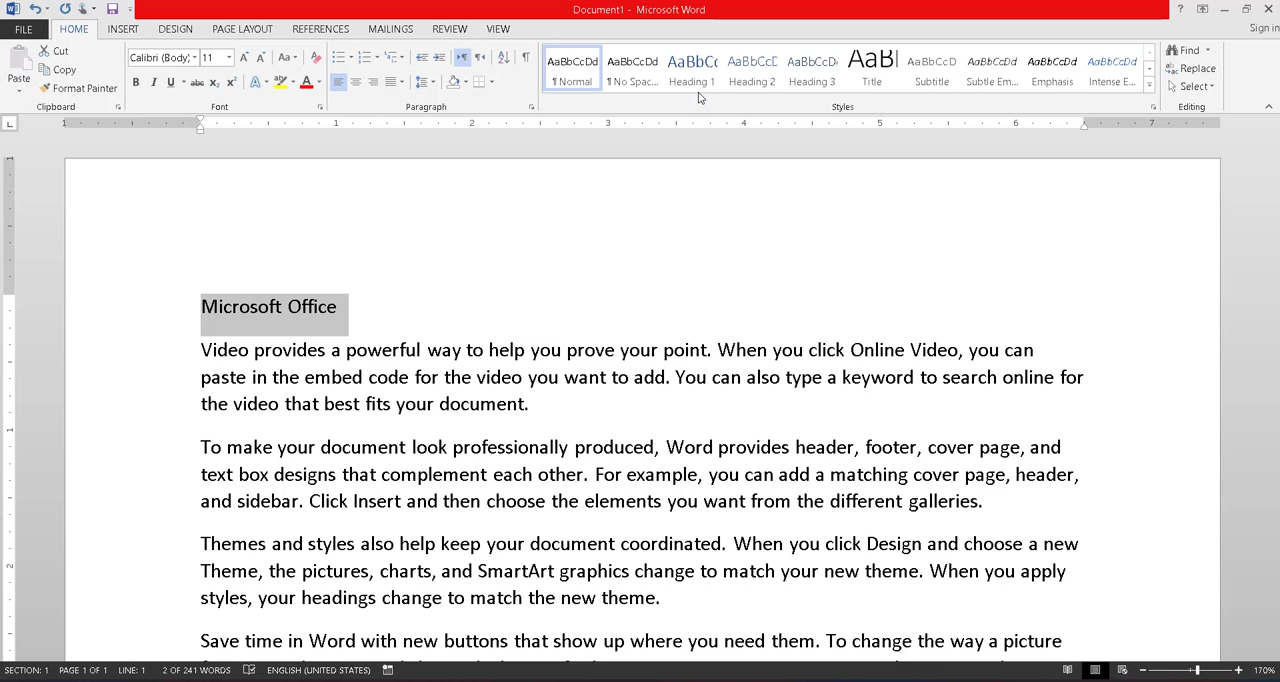 Document1 - Microsoft Word
Sign in
FILE HOME INSERT DESIGN PAGE LAYOUT REFERENCES MAILINGS REVIEW VIEW
Paste
Cut
Copy
Format Painter
Clipboard
Calibri (Body) 11
Font
Paragraph
AaBbCcDd AaBbCcDd AaBbCc AaBbCcD AaBbCcDc AaBb AaBbCcD AaBbCcDd AaBbCcDd AaBbCcDd
¶ Normal ¶ No Spac... Heading 1 Heading 2 Heading 3 Title Subtitle Subtle Em... Emphasis Intense E...
Styles
Find
Replace
Select
Editing
1 1 2 3 4 5 6 7
Microsoft Office
Video provides a powerful way to help you prove your point. When you click Online Video, you can
paste in the embed code for the video you want to add. You can also type a keyword to search online for
the video that best fits your document.
To make your document look professionally produced, Word provides header, footer, cover page, and
text box designs that complement each other. For example, you can add a matching cover page, header,
and sidebar. Click Insert and then choose the elements you want from the different galleries.
Themes and styles also help keep your document coordinated. When you click Design and choose a new
Theme, the pictures, charts, and SmartArt graphics change to match your new theme. When you apply
styles, your headings change to match the new theme.
Save time in Word with new buttons that show up where you need them. To change the way a picture
SECTION: 1 PAGE 1 OF 1 LINE: 1 2 OF 241 WORDS ENGLISH (UNITED STATES) 170%